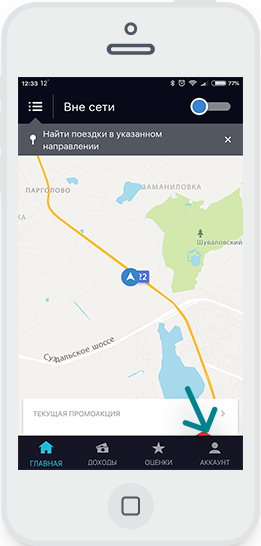 12:33 12° 77%
Вне сети
Найти поездки в указанном
направлении
ПАРГОЛОВО
ЗАМАНИЛОВКА
Шуваловский
22
Суздальское шоссе
ТЕКУЩАЯ ПРОМОАКЦИЯ
ГЛАВНАЯ ДОХОДЫ ОЦЕНКИ АККАУНТ